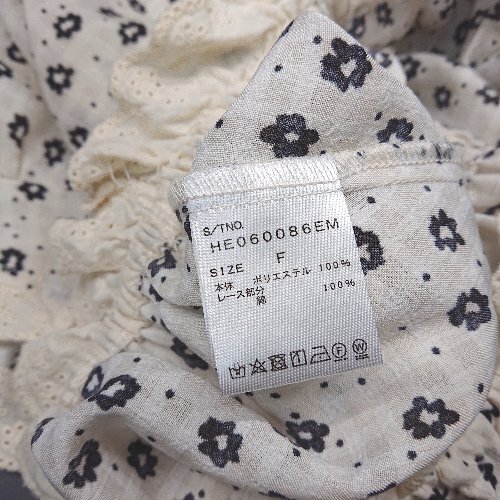 S/TNO.
HE060086EM
SIZE F
本体 ポリエステル 100%
レース部分
綿 100%